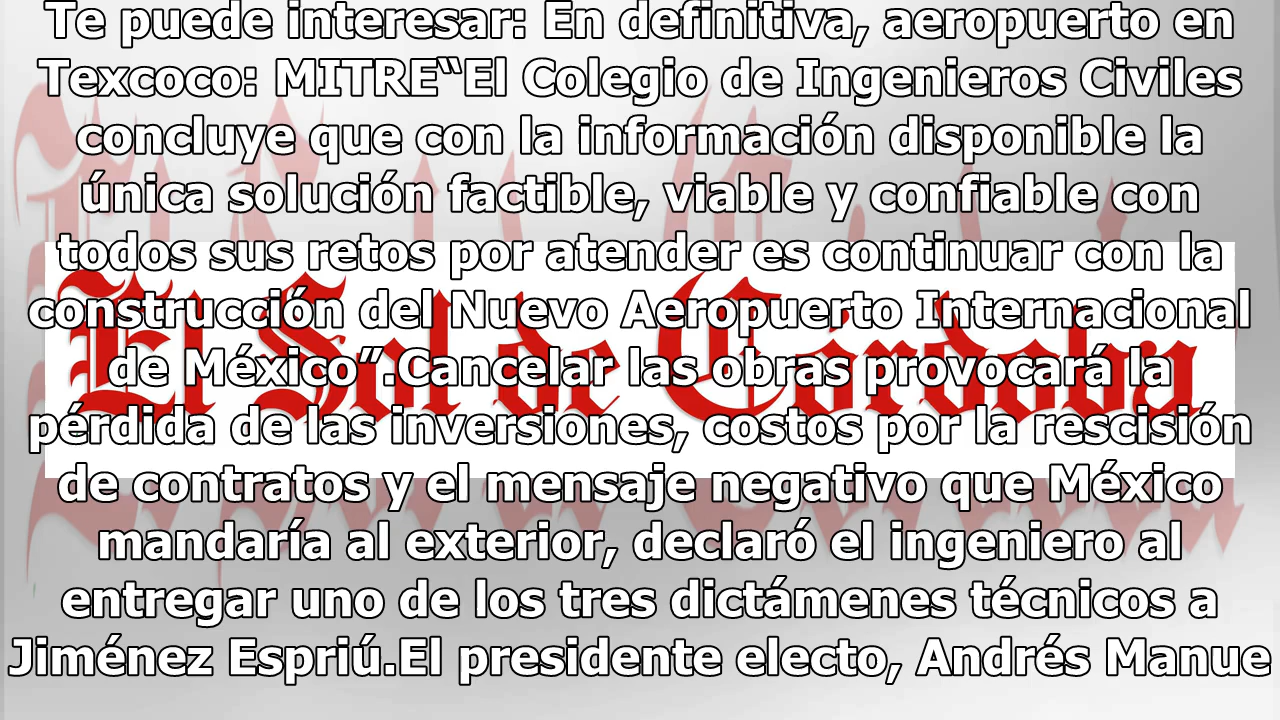 Te puede interesar: En definitiva, aeropuerto en
Texcoco: MITRE“El Colegio de Ingenieros Civiles
concluye que con la información disponible la
única solución factible, viable y confiable con
todos sus retos por atender es continuar con la
construcción del Nuevo Aeropuerto Internacional
de México”.Cancelar las obras provocará la
pérdida de las inversiones, costos por la rescisión
de contratos y el mensaje negativo que México
mandaría al exterior, declaró el ingeniero al
entregar uno de los tres dictámenes técnicos a
Jiménez Espriú.El presidente electo, Andrés Manue
El Sol de Córdoba